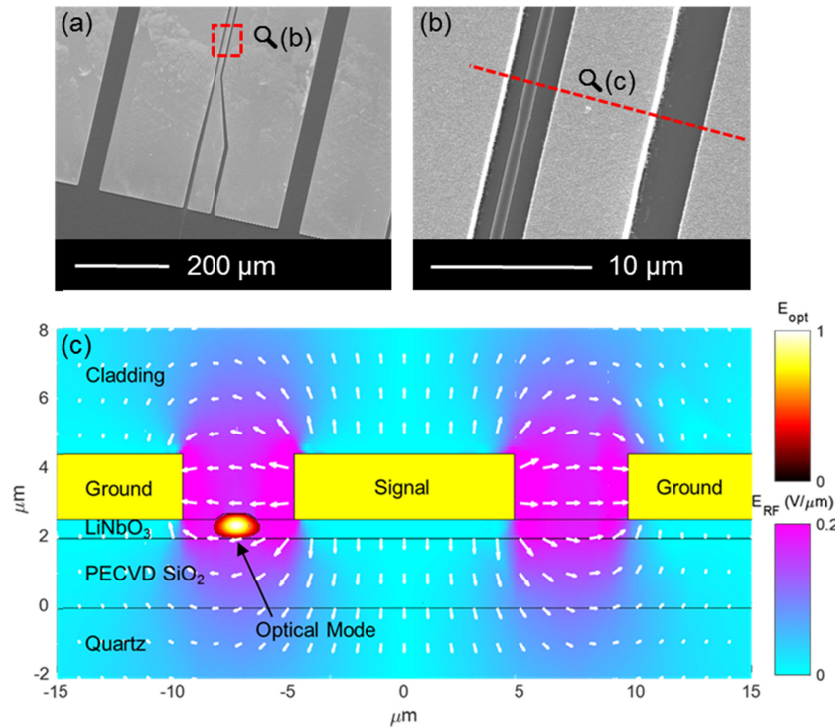 (a)
(b)
200 µm
(b)
(c)
10 µm
(c)
Cladding
Ground
Signal
Ground
LiNbO₃
PECVD SiO₂
Optical Mode
Quartz
8
6
4
2
0
-2
µm
-15
-10
-5
0
5
10
15
µm
E_opt
1
0
E_RF (V/µm)
0.2
0